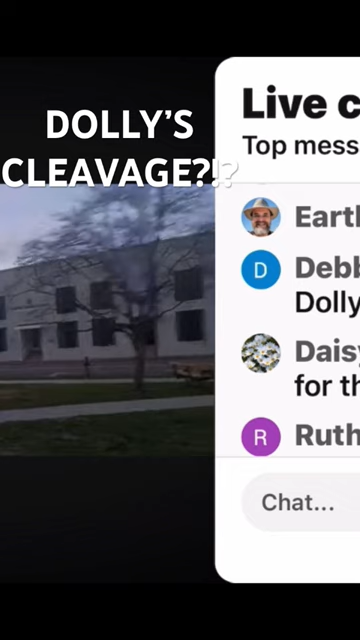 DOLLY'S
CLEAVAGE?!?
Live c
Top mess
Earth
Debb
Dolly
Daisy
for th
Ruth
Chat...
D
R